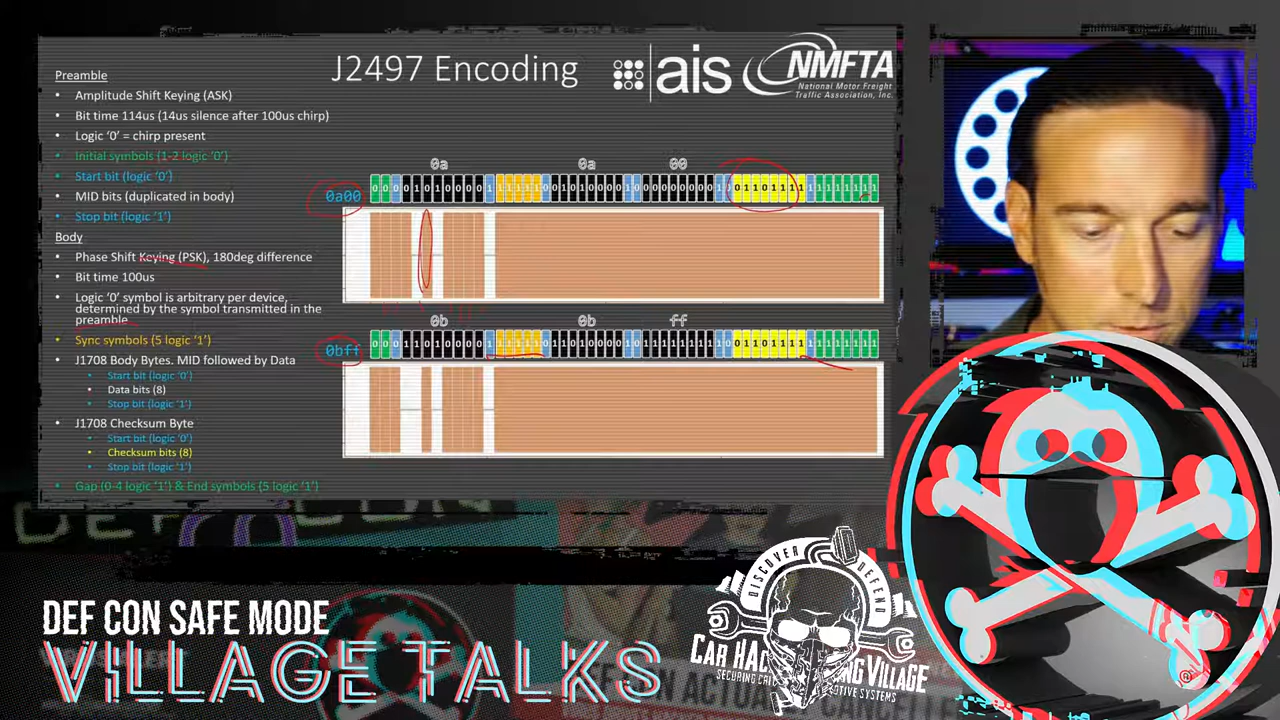 J2497 Encoding
ais
NMFTA
National Motor Freight
Traffic Association, Inc.
Preamble
• Amplitude Shift Keying (ASK)
• Bit time 114us (14us silence after 100us chirp)
• Logic ‘0’ = chirp present
• Initial symbols (1-2 logic ‘0’)
• Start bit (logic ‘0’)
• MID bits (duplicated in body)
• Stop bit (logic ‘1’)
Body
• Phase Shift Keying (PSK), 180deg difference
• Bit time 100us
• Logic ‘0’ symbol is arbitrary per device,
determined by the symbol transmitted in the
preamble
• Sync symbols (5 logic ‘1’)
• J1708 Body Bytes. MID followed by Data
• Start bit (logic ‘0’)
• Data bits (8)
• Stop bit (logic ‘1’)
• J1708 Checksum Byte
• Start bit (logic ‘0’)
• Checksum bits (8)
• Stop bit (logic ‘1’)
• Gap (0-4 logic ‘1’) & End symbols (5 logic ‘1’)
0a 0a 00
0a00
0b 0b ff
0bff
DEF CON SAFE MODE
VILLAGE TALKS
DISCOVER
DEFEND
CAR HACKING VILLAGE